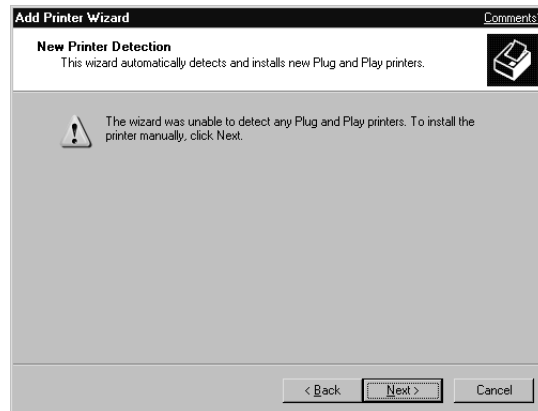 Add Printer Wizard
Comments
New Printer Detection
This wizard automatically detects and installs new Plug and Play printers.
The wizard was unable to detect any Plug and Play printers. To install the
printer manually, click Next.
< Back
Next >
Cancel